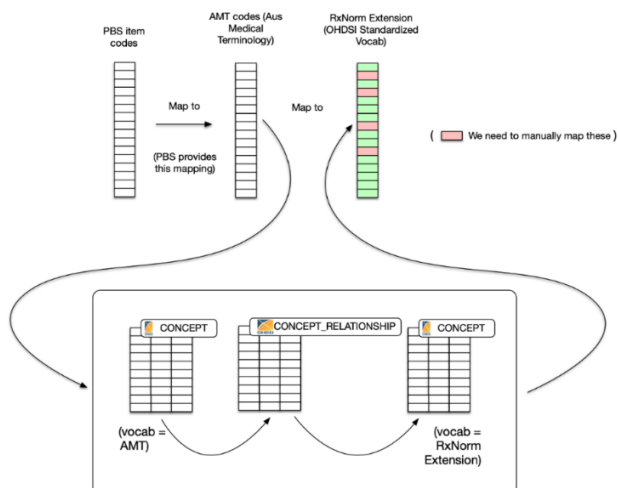 PBS item
codes
AMT codes (Aus
Medical
Terminology)
RxNorm Extension
(OHDSI Standardized
Vocab)
Map to
(PBS provides
this mapping)
Map to
( We need to manually map these )
CONCEPT
CONCEPT_RELATIONSHIP
CONCEPT
(vocab =
AMT)
(vocab =
RxNorm
Extension)